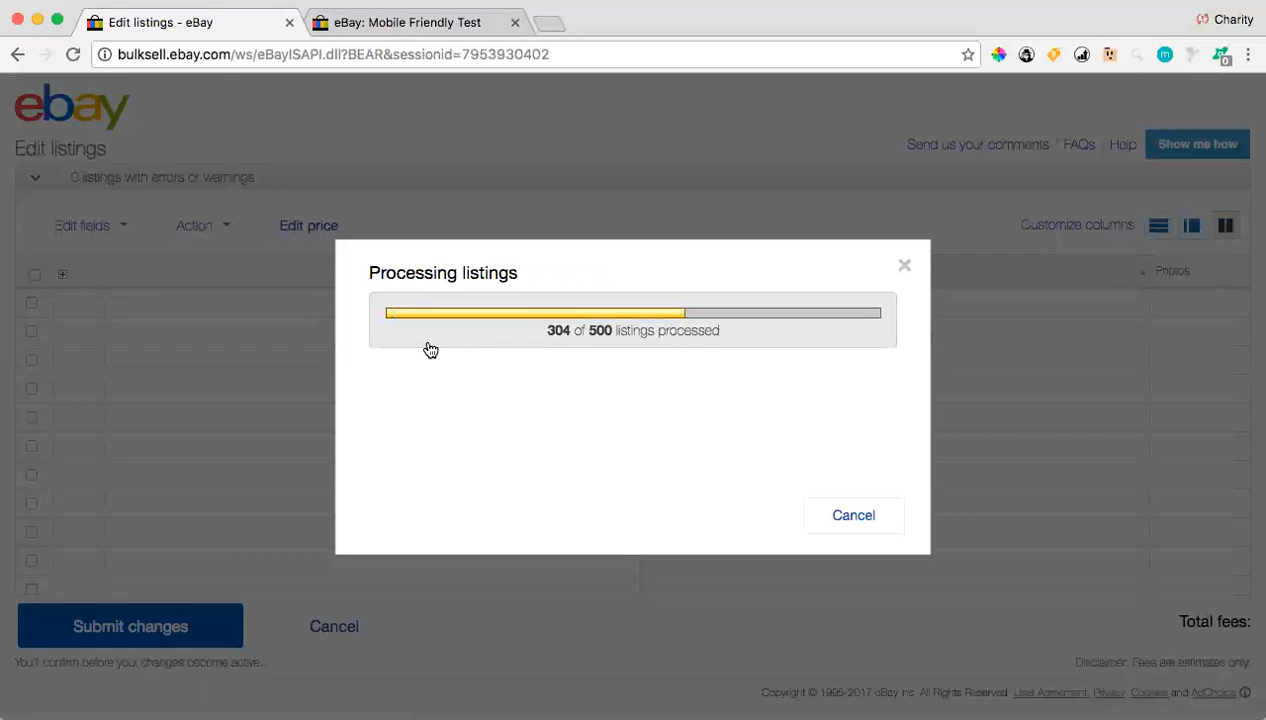 Edit listings - eBay
eBay: Mobile Friendly Test
Charity
bulksell.ebay.com/ws/eBayISAPI.dll?BEAR&sessionid=7953930402
m
0
ebay
Edit listings
Send us your comments
FAQs
Help
Show me how
0 listings with errors or warnings
Edit fields
Action
Edit price
Customize columns
Processing listings
Photos
304 of 500 listings processed
Cancel
Submit changes
Cancel
Total fees:
You'll confirm before your changes become active.
Disclaimer: Fees are estimates only.
Copyright © 1995-2017 eBay Inc. All Rights Reserved. User Agreement, Privacy, Cookies and AdChoice